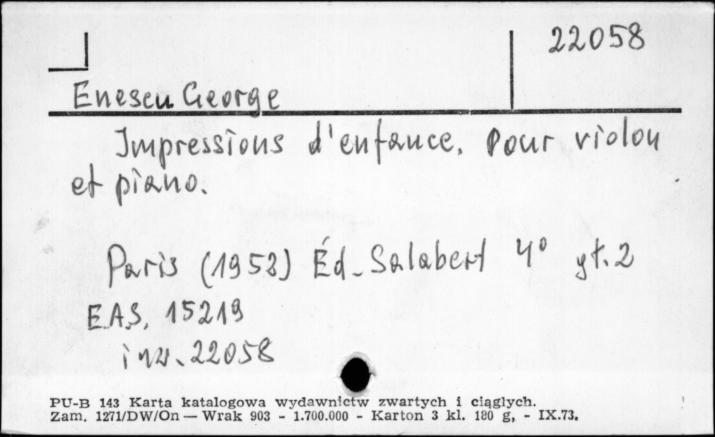 22058
Enescu George
Impressions d'enfance. Pour violon
et piano.
Paris (1952) Éd. Salabert 4° gt. 2
E.A.S. 15219
inw. 22058
PU-B 143 Karta katalogowa wydawnictw zwartych i ciągłych.
Zam. 1271/DW/On — Wrak 903 - 1.700.000 - Karton 3 kl. 180 g, - IX.73.